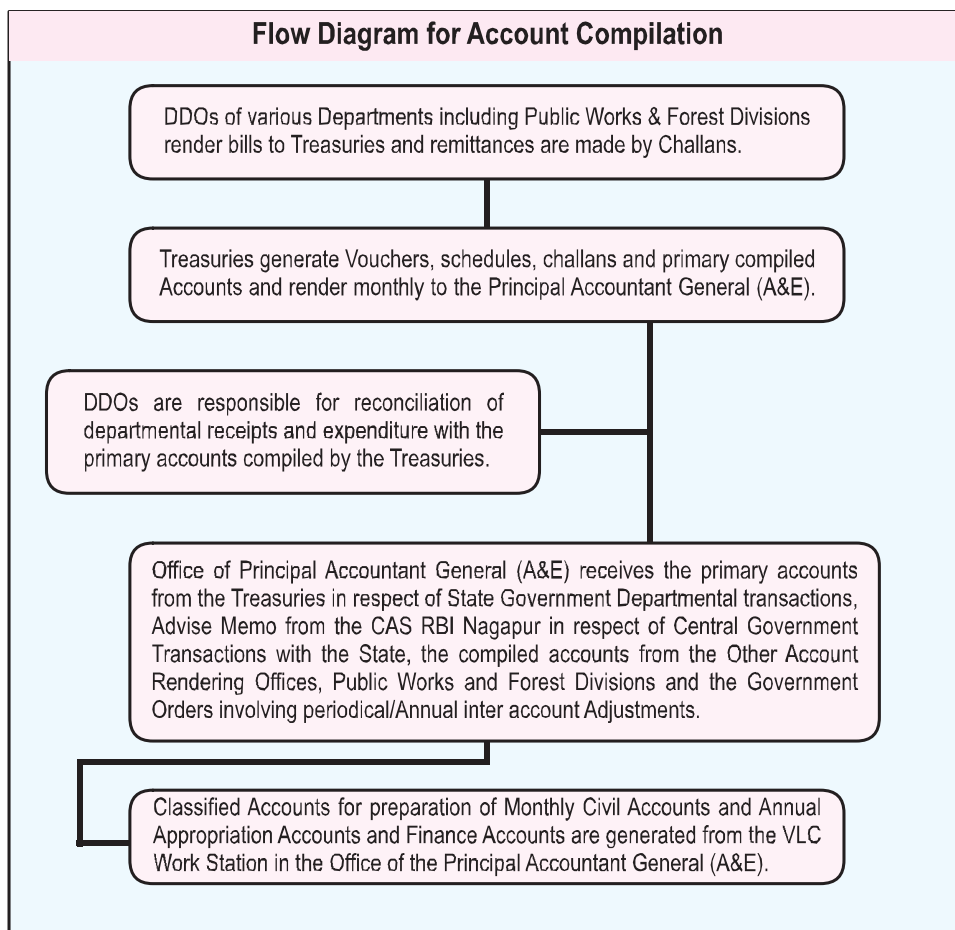 Flow Diagram for Account Compilation
DDOs of various Departments including Public Works & Forest Divisions
render bills to Treasuries and remittances are made by Challans.
Treasuries generate Vouchers, schedules, challans and primary compiled
Accounts and render monthly to the Principal Accountant General (A&E).
DDOs are responsible for reconciliation of
departmental receipts and expenditure with the
primary accounts compiled by the Treasuries.
Office of Principal Accountant General (A&E) receives the primary accounts
from the Treasuries in respect of State Government Departmental transactions,
Advise Memo from the CAS RBI Nagapur in respect of Central Government
Transactions with the State, the compiled accounts from the Other Account
Rendering Offices, Public Works and Forest Divisions and the Government
Orders involving periodical/Annual inter account Adjustments.
Classified Accounts for preparation of Monthly Civil Accounts and Annual
Appropriation Accounts and Finance Accounts are generated from the VLC
Work Station in the Office of the Principal Accountant General (A&E).